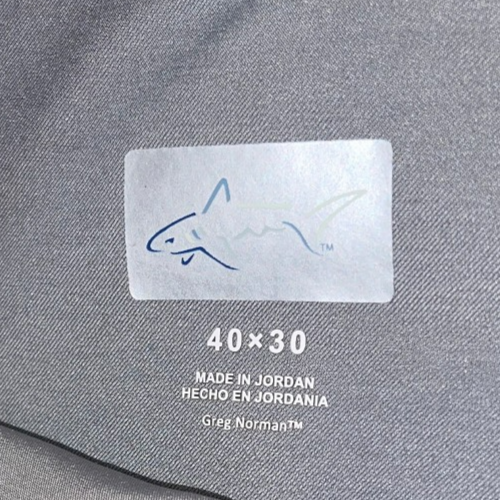 TM
40×30
MADE IN JORDAN
HECHO EN JORDANIA
Greg Norman™